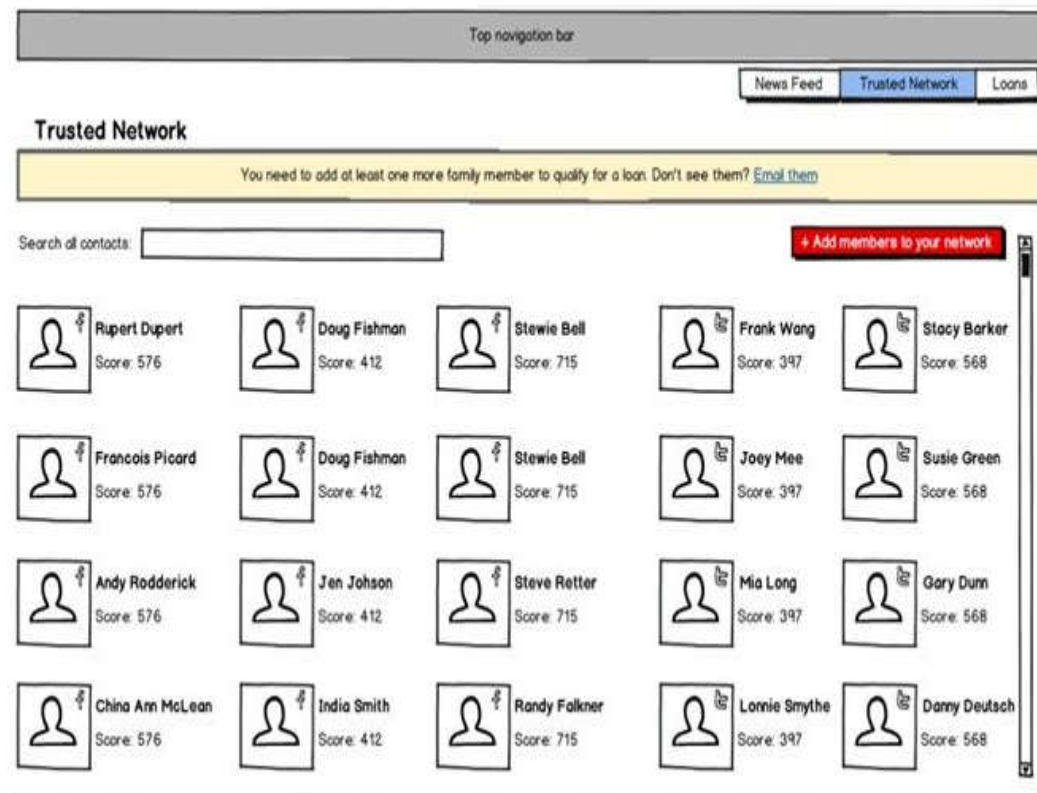 Top navigation bar
News Feed Trusted Network Loans
Trusted Network
You need to add at least one more family member to qualify for a loan. Don't see them? Email them
Search all contacts:
+ Add members to your network
Rupert Dupert Doug Fishman Stewie Bell Frank Wang Stacy Barker
Score: 576 Score: 412 Score: 715 Score: 397 Score: 568
Francois Picard Doug Fishman Stewie Bell Joey Mee Susie Green
Score: 576 Score: 412 Score: 715 Score: 397 Score: 568
Andy Rodderick Jen Johson Steve Retter Mia Long Gary Dunn
Score: 576 Score: 412 Score: 715 Score: 397 Score: 568
China Ann McLean India Smith Randy Falkner Lonnie Smythe Danny Deutsch
Score: 576 Score: 412 Score: 715 Score: 397 Score: 568